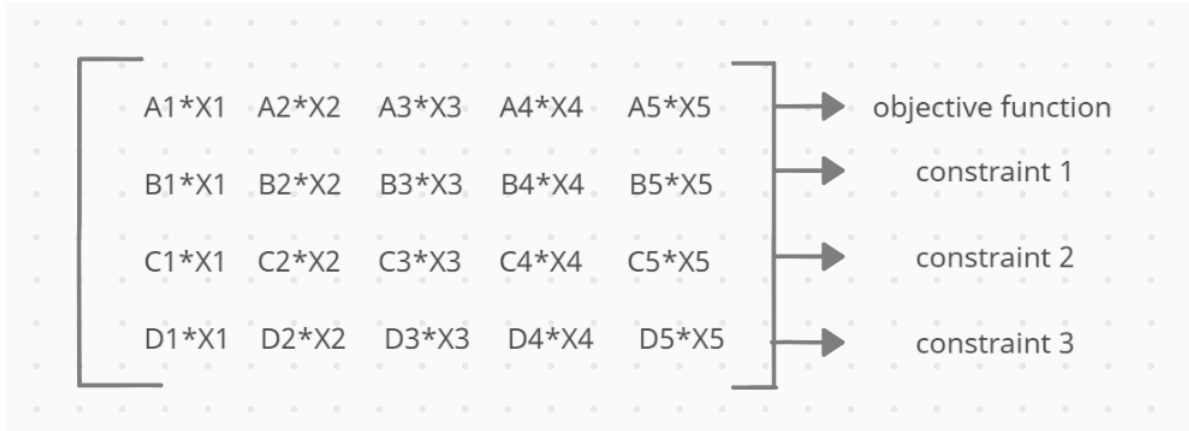 A1*X1 A2*X2 A3*X3 A4*X4 A5*X5 objective function
B1*X1 B2*X2 B3*X3 B4*X4 B5*X5 constraint 1
C1*X1 C2*X2 C3*X3 C4*X4 C5*X5 constraint 2
D1*X1 D2*X2 D3*X3 D4*X4 D5*X5 constraint 3